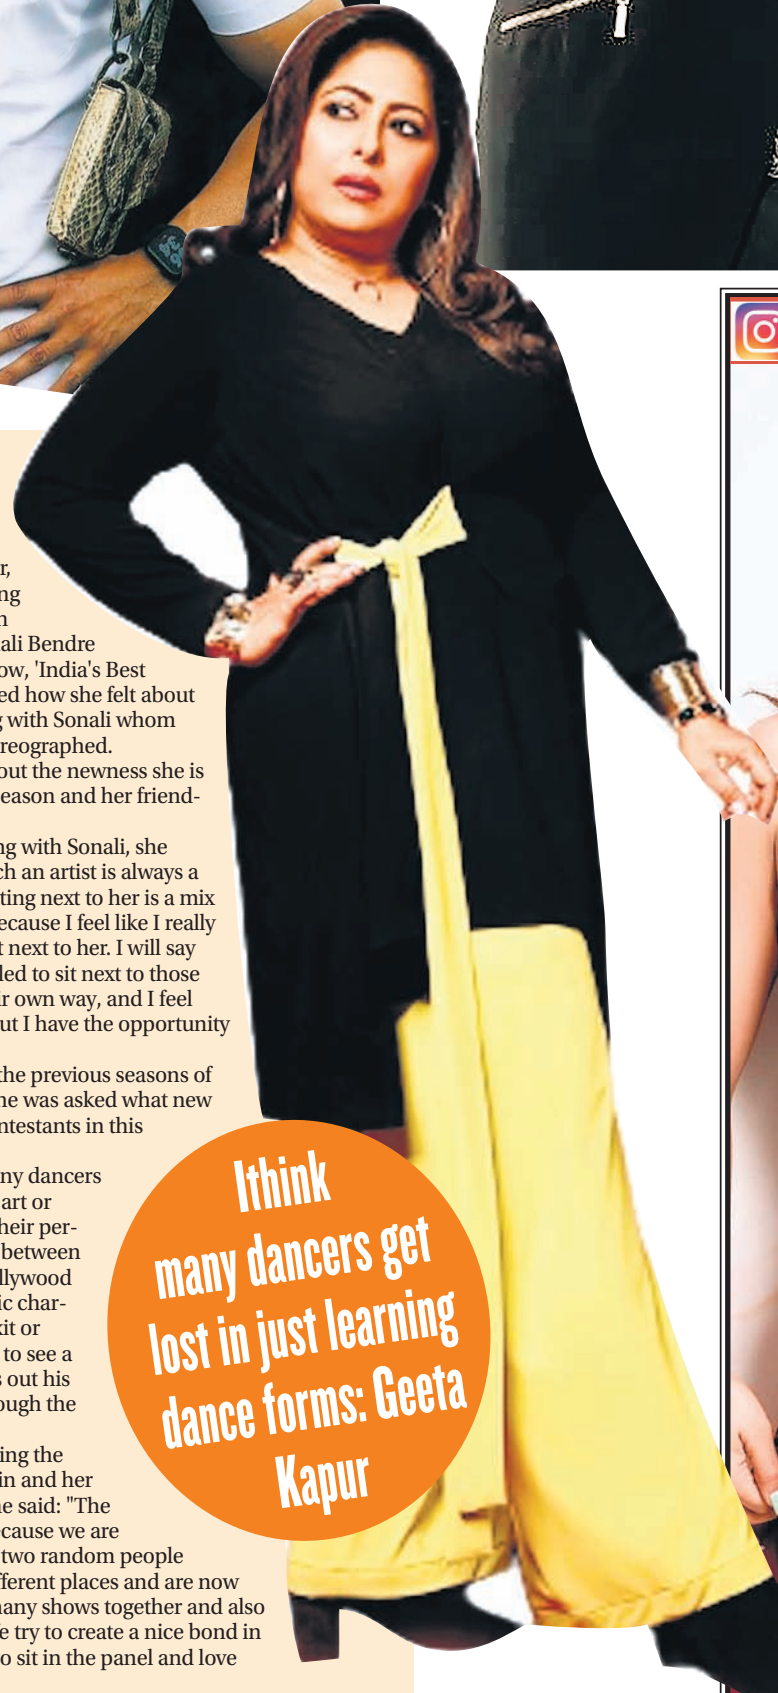 r,
ng
n
ali Bendre
ow, 'India's Best
ed how she felt about
g with Sonali whom
reographed.
out the newness she is
eason and her friend-
ng with Sonali, she
ch an artist is always a
ting next to her is a mix
ecause I feel like I really
t next to her. I will say
led to sit next to those
ir own way, and I feel
ut I have the opportunity
the previous seasons of
he was asked what new
ntestants in this
ny dancers
art or
heir per-
between
llywood
ic char-
kit or
to see a
s out his
ough the
ing the
in and her
he said: "The
ecause we are
two random people
fferent places and are now
many shows together and also
e try to create a nice bond in
o sit in the panel and love
Ithink
many dancers get
lost in just learning
dance forms: Geeta
Kapur